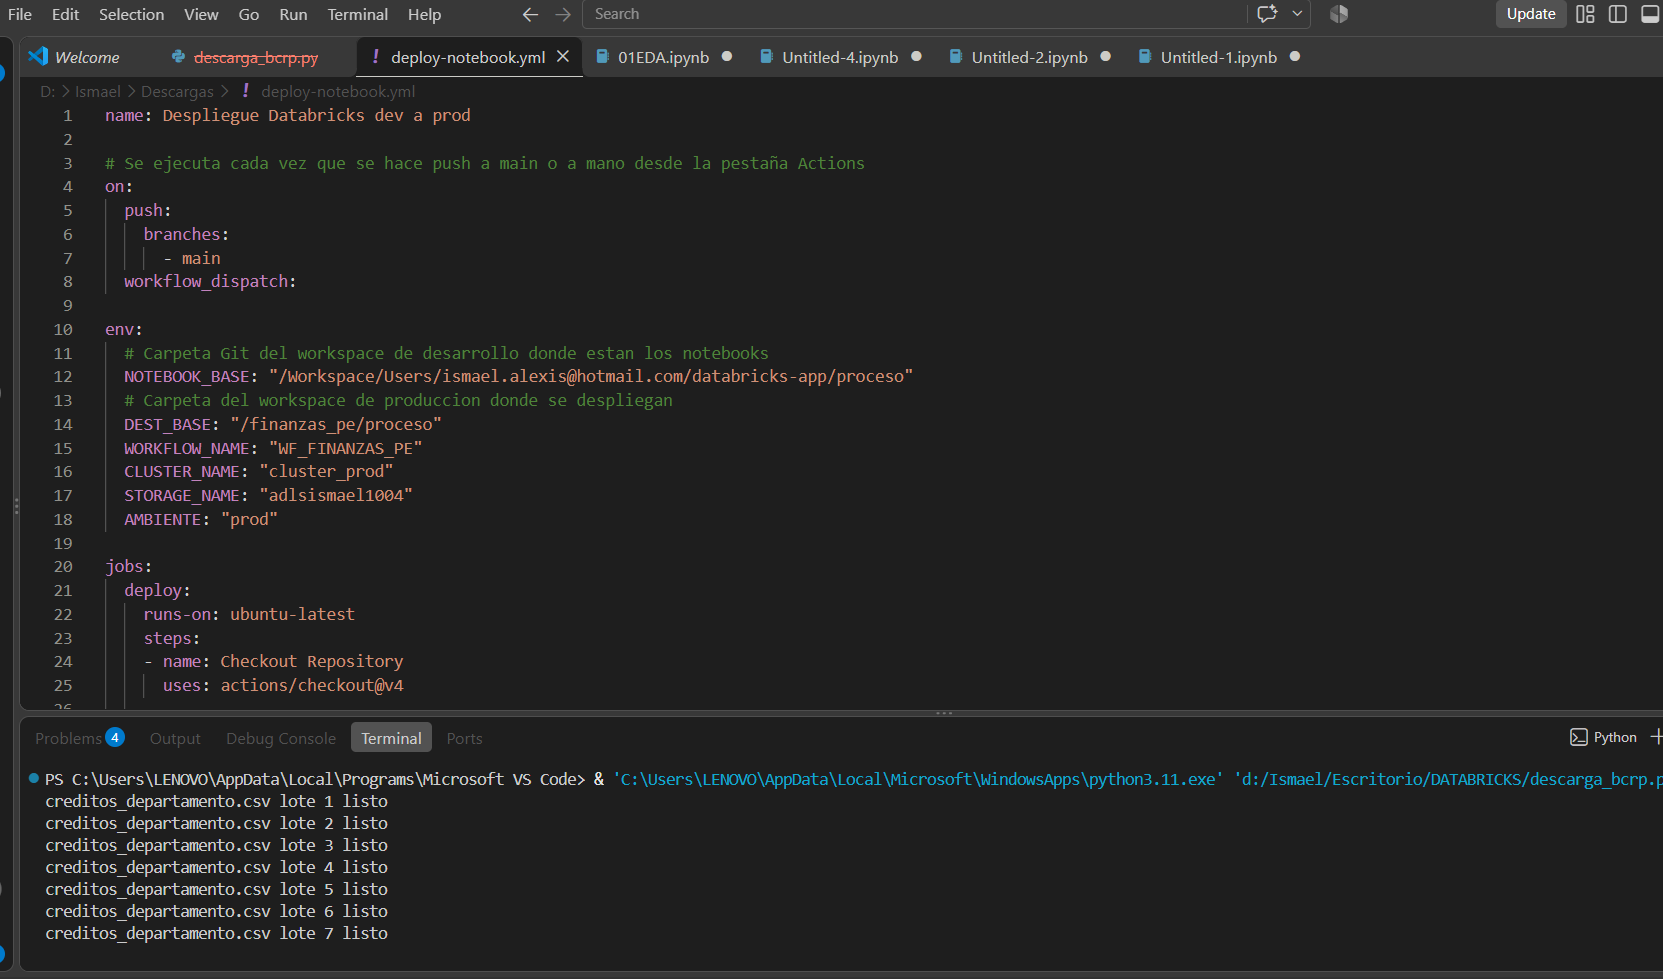 File Edit Selection View Go Run Terminal Help Search Update
Welcome descarga_bcrp.py ! deploy-notebook.yml 01EDA.ipynb Untitled-4.ipynb Untitled-2.ipynb Untitled-1.ipynb
D: > Ismael > Descargas > ! deploy-notebook.yml
1 name: Despliegue Databricks dev a prod
2
3 # Se ejecuta cada vez que se hace push a main o a mano desde la pestaña Actions
4 on:
5 push:
6 branches:
7 - main
8 workflow_dispatch:
9
10 env:
11 # Carpeta Git del workspace de desarrollo donde estan los notebooks
12 NOTEBOOK_BASE: "/Workspace/Users/ismael.alexis@hotmail.com/databricks-app/proceso"
13 # Carpeta del workspace de produccion donde se despliegan
14 DEST_BASE: "/finanzas_pe/proceso"
15 WORKFLOW_NAME: "WF_FINANZAS_PE"
16 CLUSTER_NAME: "cluster_prod"
17 STORAGE_NAME: "adlsismael1004"
18 AMBIENTE: "prod"
19
20 jobs:
21 deploy:
22 runs-on: ubuntu-latest
23 steps:
24 - name: Checkout Repository
25 uses: actions/checkout@v4
26
Problems 4 Output Debug Console Terminal Ports Python
PS C:\Users\LENOVO\AppData\Local\Programs\Microsoft VS Code> & 'C:\Users\LENOVO\AppData\Local\Microsoft\WindowsApps\python3.11.exe' 'd:/Ismael/Escritorio/DATABRICKS/descarga_bcrp.p
creditos_departamento.csv lote 1 listo
creditos_departamento.csv lote 2 listo
creditos_departamento.csv lote 3 listo
creditos_departamento.csv lote 4 listo
creditos_departamento.csv lote 5 listo
creditos_departamento.csv lote 6 listo
creditos_departamento.csv lote 7 listo